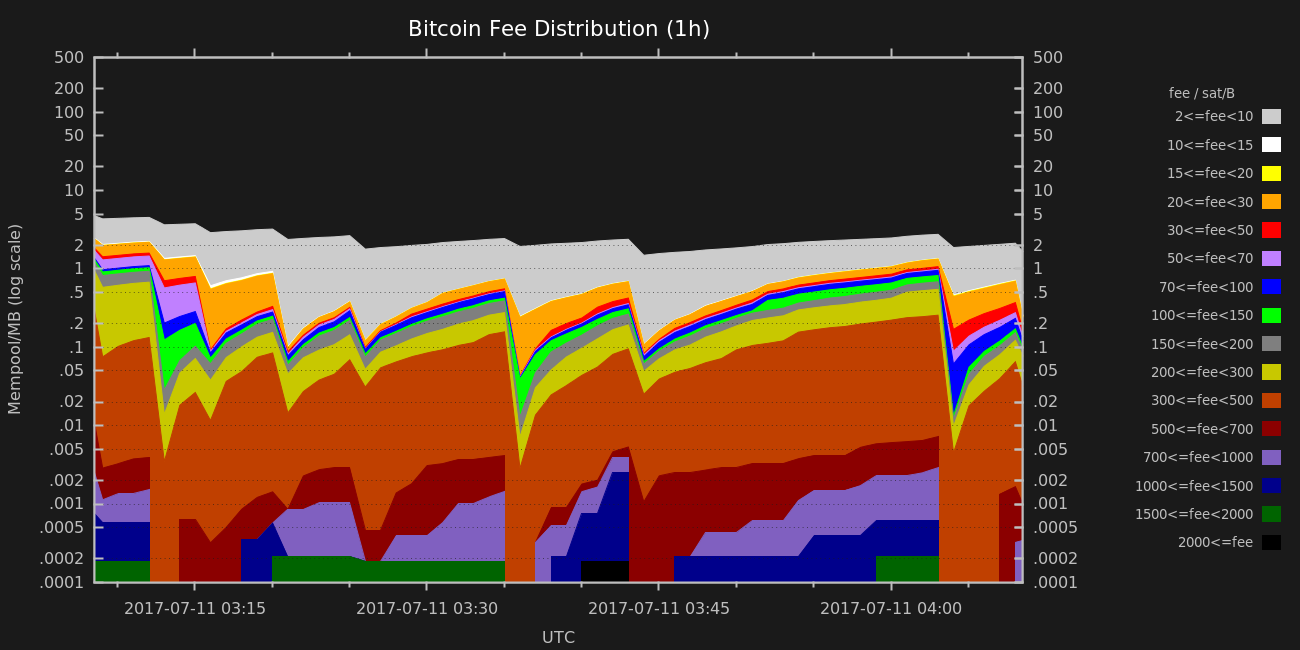 Bitcoin Fee Distribution (1h)
Mempool/MB (log scale)
500
200
100
50
20
10
5
2
1
.5
.2
.1
.05
.02
.01
.005
.002
.001
.0005
.0002
.0001
500
200
100
50
20
10
5
2
1
.5
.2
.1
.05
.02
.01
.005
.002
.001
.0005
.0002
.0001
2017-07-11 03:15
2017-07-11 03:30
2017-07-11 03:45
2017-07-11 04:00
UTC
fee / sat/B
2<=fee<10
10<=fee<15
15<=fee<20
20<=fee<30
30<=fee<50
50<=fee<70
70<=fee<100
100<=fee<150
150<=fee<200
200<=fee<300
300<=fee<500
500<=fee<700
700<=fee<1000
1000<=fee<1500
1500<=fee<2000
2000<=fee